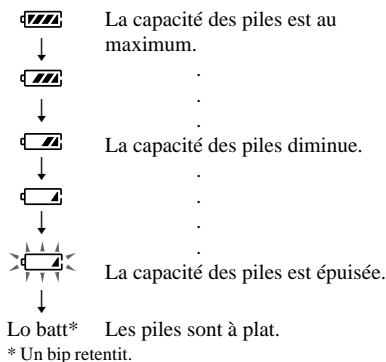 La capacité des piles est au
maximum.
.
.
.
La capacité des piles diminue.
.
.
.
.
La capacité des piles est épuisée.
Lo batt* Les piles sont à plat.
* Un bip retentit.